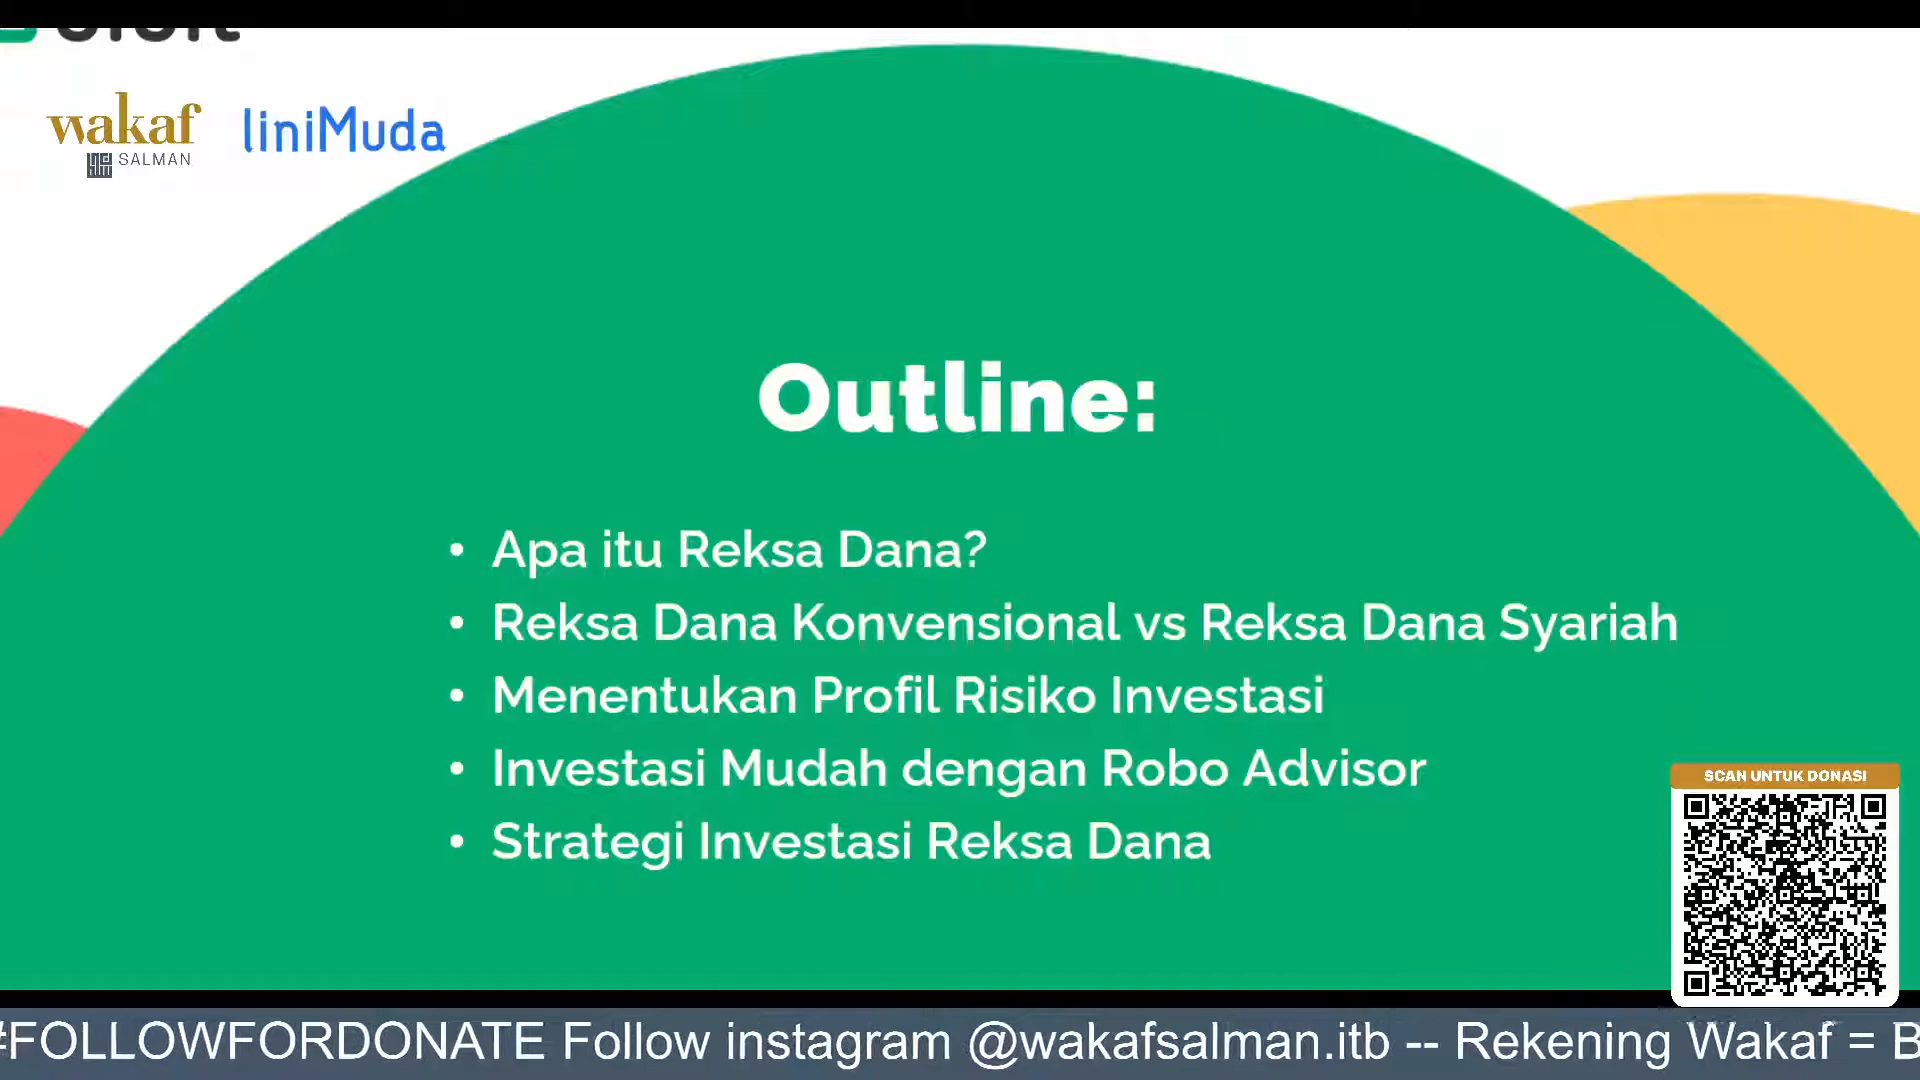 wakaf
SALMAN
liniMuda
Outline:
• Apa itu Reksa Dana?
• Reksa Dana Konvensional vs Reksa Dana Syariah
• Menentukan Profil Risiko Investasi
• Investasi Mudah dengan Robo Advisor
• Strategi Investasi Reksa Dana
SCAN UNTUK DONASI
#FOLLOWFORDONATE Follow instagram @wakafsalman.itb -- Rekening Wakaf = B